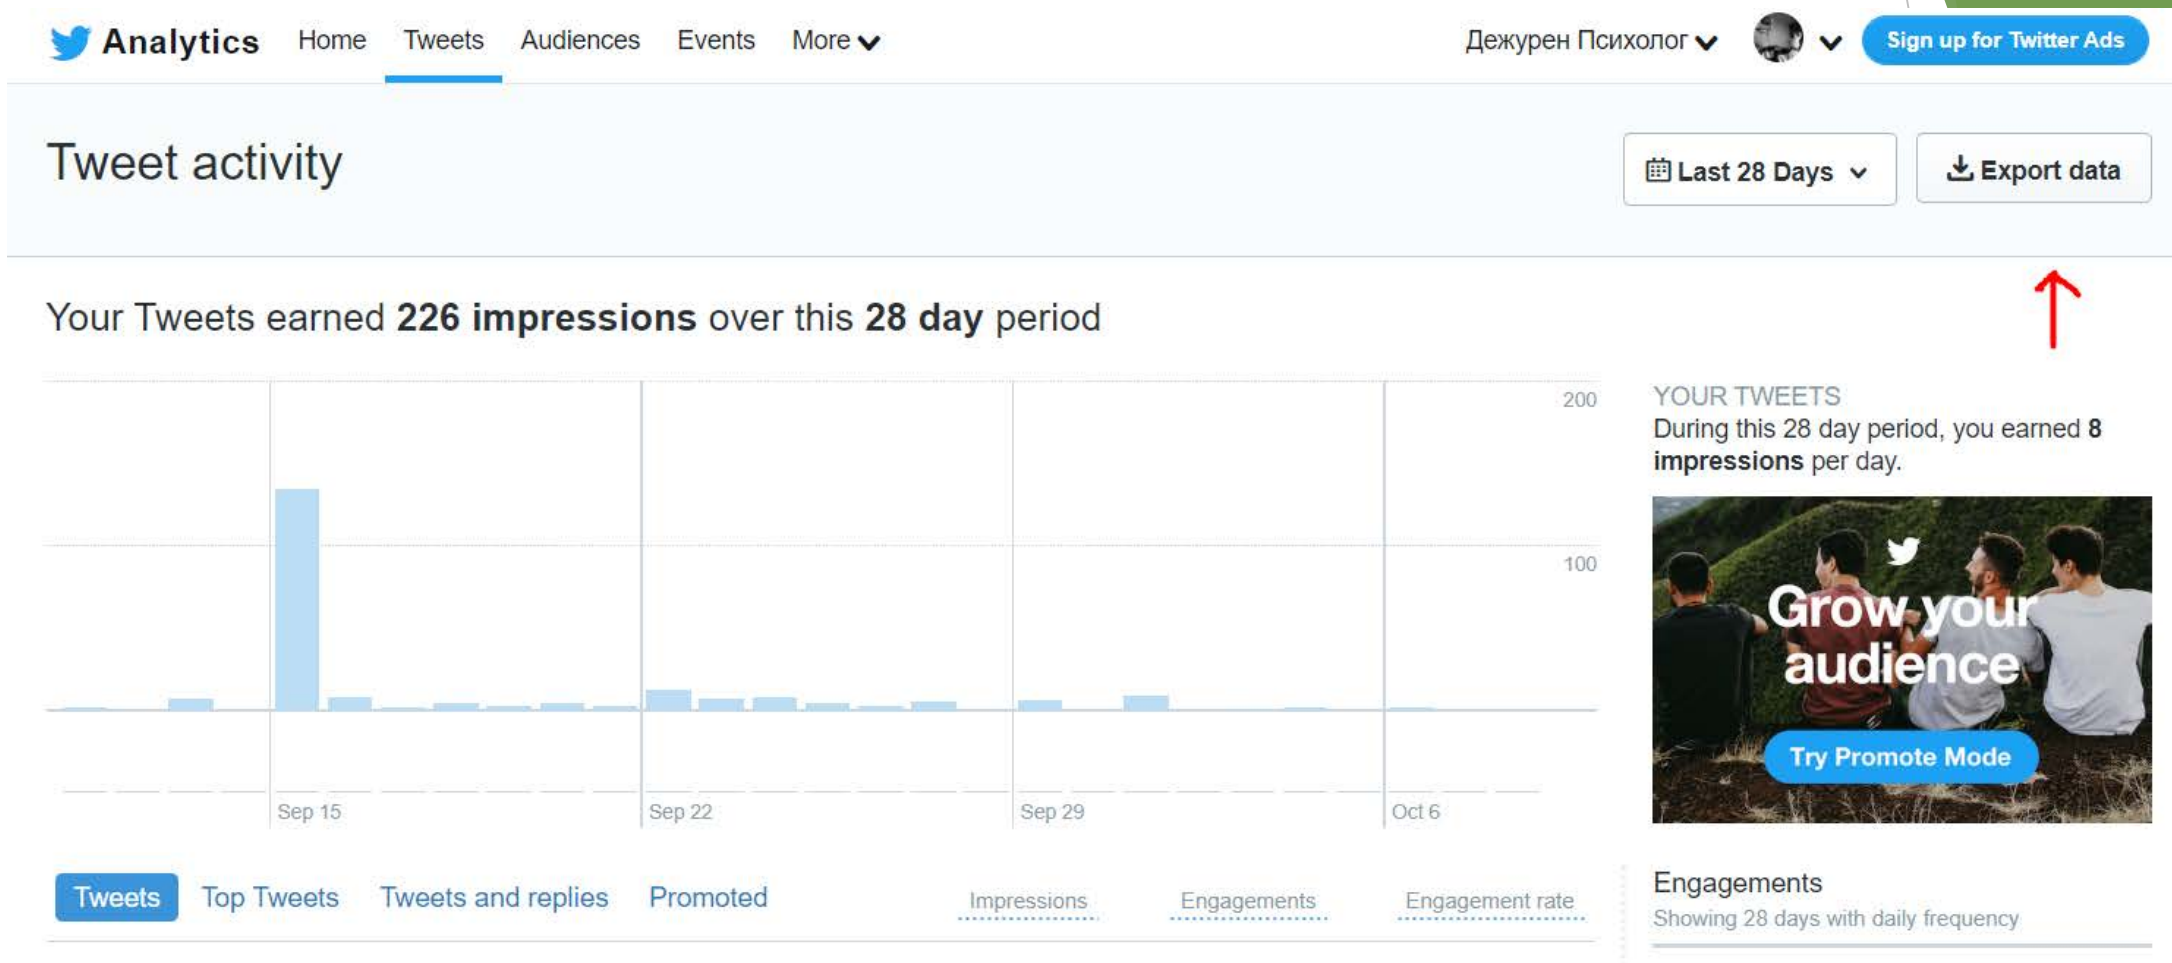 Analytics Home Tweets Audiences Events More Дежурен Психолог Sign up for Twitter Ads
Tweet activity
Last 28 Days Export data
Your Tweets earned 226 impressions over this 28 day period
200
100
Sep 15 Sep 22 Sep 29 Oct 6
YOUR TWEETS
During this 28 day period, you earned 8
impressions per day.
Grow your
audience
Try Promote Mode
Tweets Top Tweets Tweets and replies Promoted Impressions Engagements Engagement rate
Engagements
Showing 28 days with daily frequency